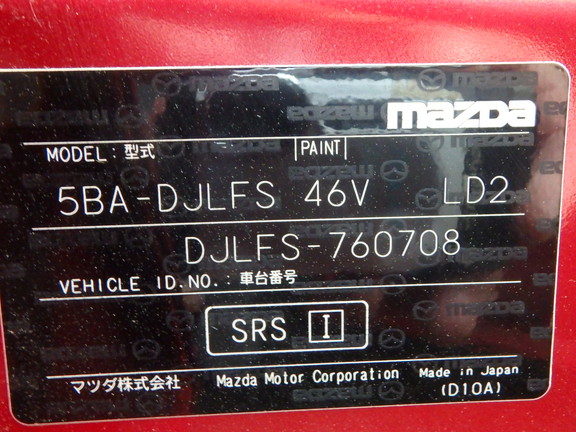 mazda
MODEL: 型式 |PAINT|
5BA-DJLFS 46V LD2
DJLFS-760708
VEHICLE ID.NO.: 車台番号
SRS I
マツダ株式会社 Mazda Motor Corporation Made in Japan
(D10A)